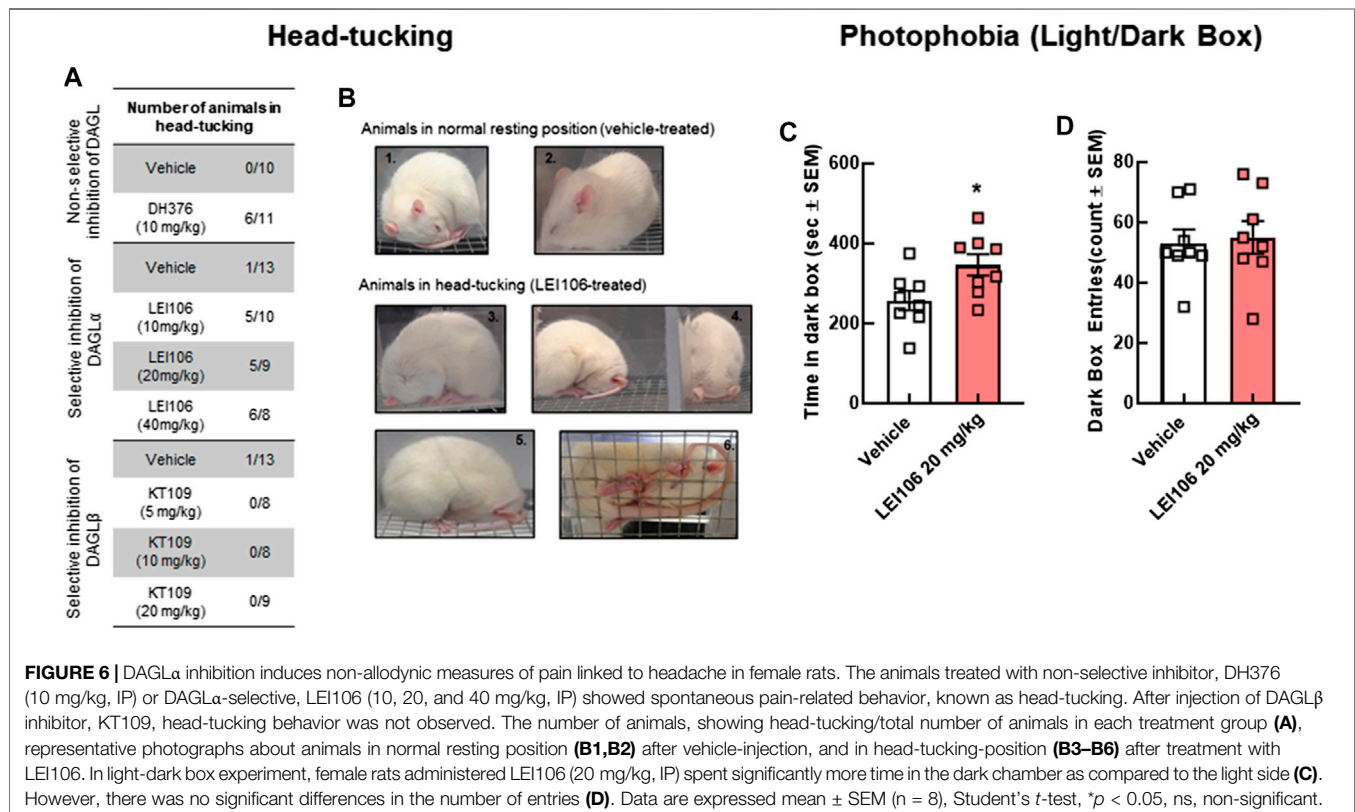 Head-tucking
Photophobia (Light/Dark Box)
A
Non-selective
inhibition of DAGL
Selective inhibition of
DAGLα
Selective inhibition of
DAGLβ
Number of animals in
head-tucking
Vehicle 0/10
DH376
(10 mg/kg) 6/11
Vehicle 1/13
LEI106
(10mg/kg) 5/10
LEI106
(20mg/kg) 5/9
LEI106
(40mg/kg) 6/8
Vehicle 1/13
KT109
(5 mg/kg) 0/8
KT109
(10 mg/kg) 0/8
KT109
(20 mg/kg) 0/9
B
Animals in normal resting position (vehicle-treated)
1.
2.
Animals in head-tucking (LEI106-treated)
3.
4.
5.
6.
C
Time in dark box (sec ± SEM)
600
400
200
0
*
Vehicle
LEI106 20 mg/kg
D
Dark Box Entries(count ± SEM)
80
60
40
20
0
Vehicle
LEI106 20 mg/kg
FIGURE 6 | DAGLα inhibition induces non-allodynic measures of pain linked to headache in female rats. The animals treated with non-selective inhibitor, DH376
(10 mg/kg, IP) or DAGLα-selective, LEI106 (10, 20, and 40 mg/kg, IP) showed spontaneous pain-related behavior, known as head-tucking. After injection of DAGLβ
inhibitor, KT109, head-tucking behavior was not observed. The number of animals, showing head-tucking/total number of animals in each treatment group (A),
representative photographs about animals in normal resting position (B1,B2) after vehicle-injection, and in head-tucking-position (B3–B6) after treatment with
LEI106. In light-dark box experiment, female rats administered LEI106 (20 mg/kg, IP) spent significantly more time in the dark chamber as compared to the light side (C).
However, there was no significant differences in the number of entries (D). Data are expressed mean ± SEM (n = 8), Student's t-test, *p < 0.05, ns, non-significant.